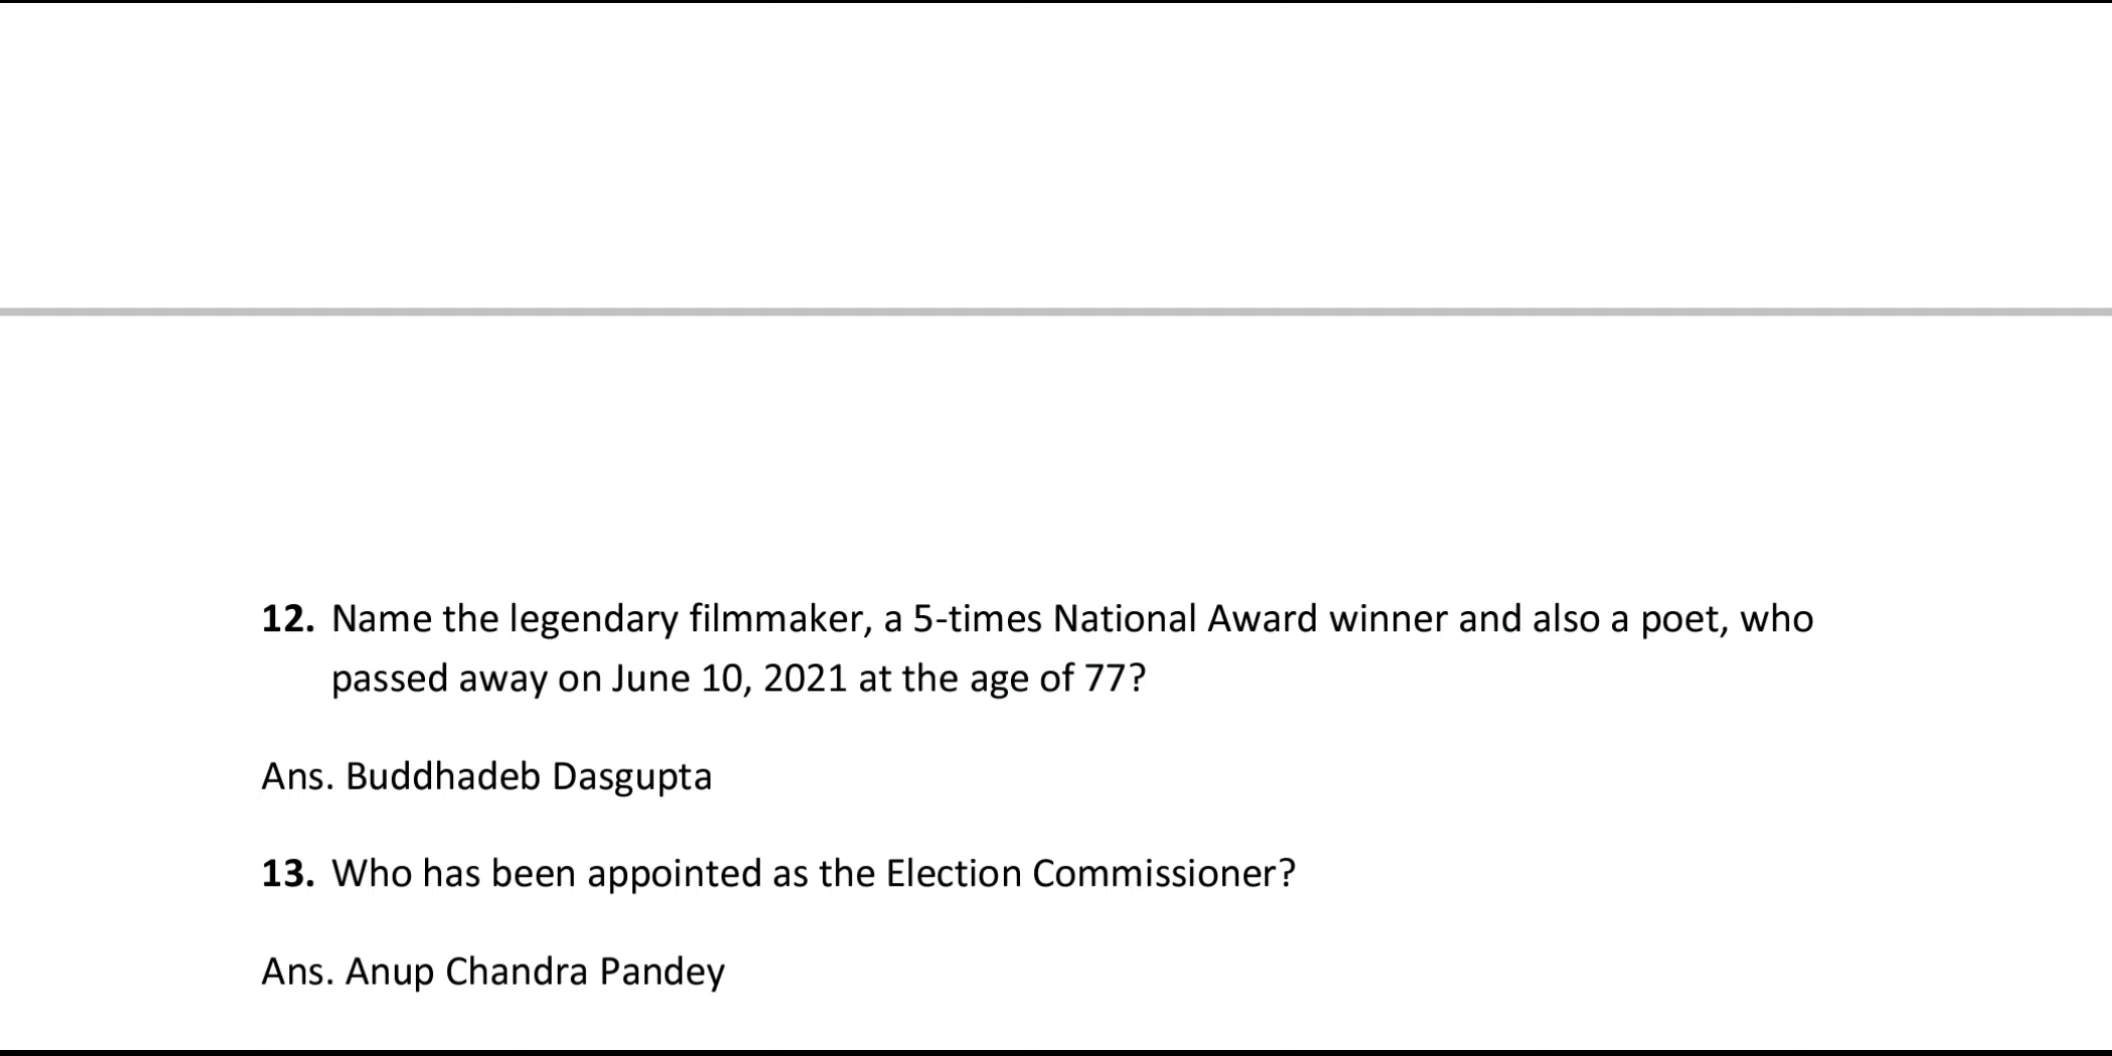 12. Name the legendary filmmaker, a 5-times National Award winner and also a poet, who
passed away on June 10, 2021 at the age of 77?
Ans. Buddhadeb Dasgupta
13. Who has been appointed as the Election Commissioner?
Ans. Anup Chandra Pandey